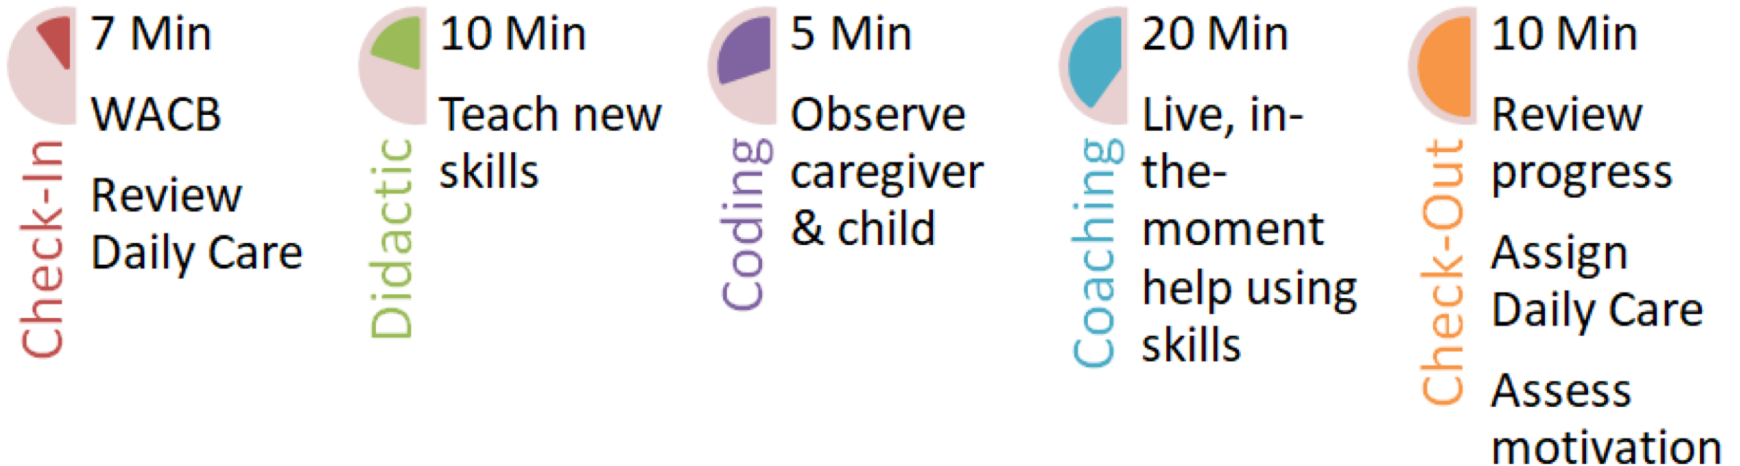 Check-In
7 Min
WACB
Review
Daily Care
Didactic
10 Min
Teach new
skills
Coding
5 Min
Observe
caregiver
& child
Coaching
20 Min
Live, in-
the-
moment
help using
skills
Check-Out
10 Min
Review
progress
Assign
Daily Care
Assess
motivation